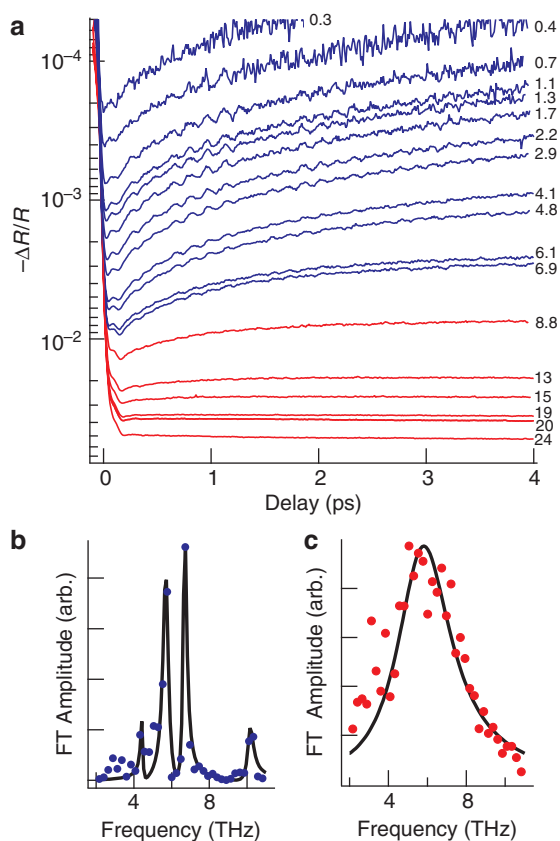 a
0.3
0.4
10⁻⁴
0.7
1.1
1.3
1.7
2.2
2.9
10⁻³
−ΔR/R
4.1
4.8
6.1
6.9
10⁻²
8.8
13
15
19
20
24
0 1 2 3 4
Delay (ps)
b
FT Amplitude (arb.)
4 8
Frequency (THz)
c
FT Amplitude (arb.)
4 8
Frequency (THz)